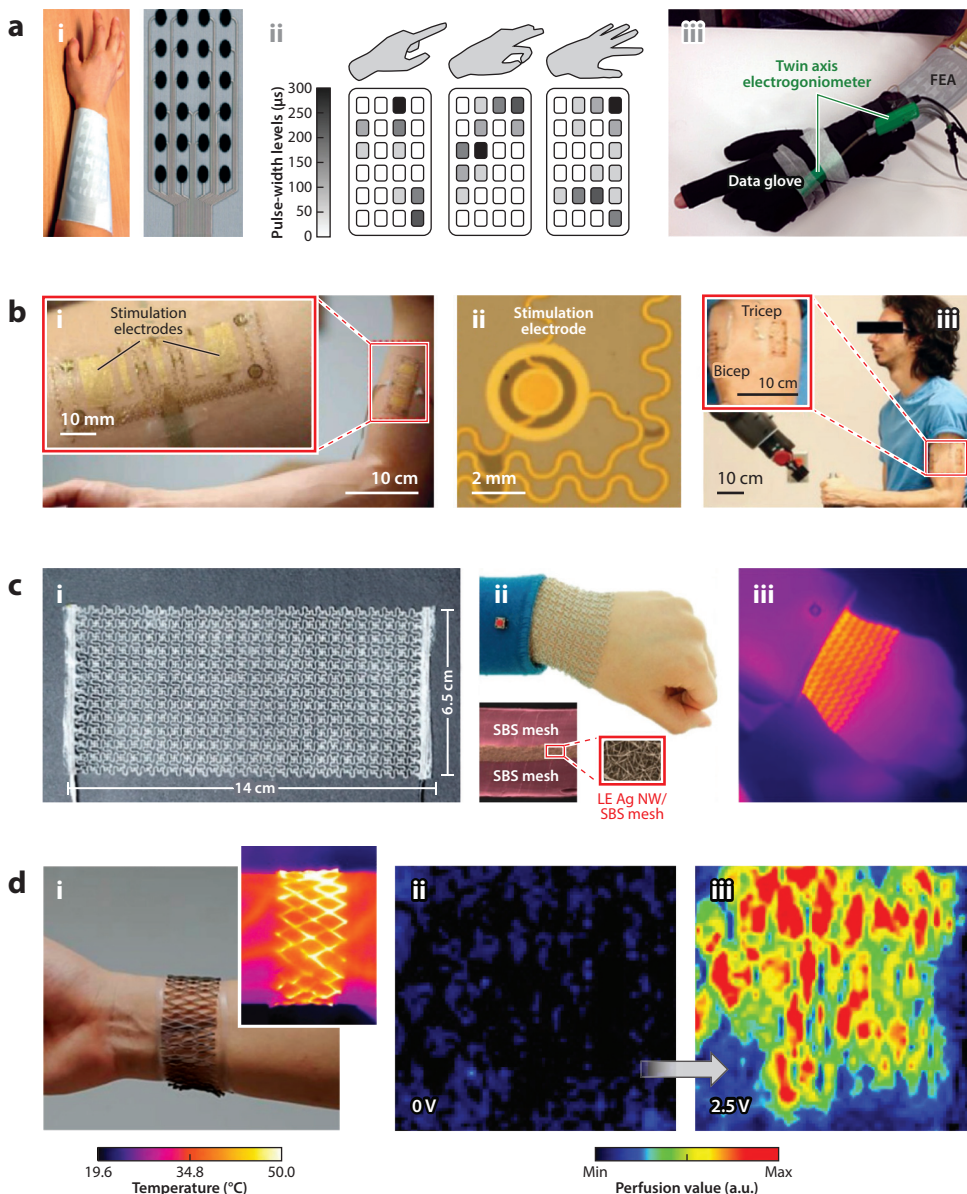 a
i
ii
iii
Pulse-width levels (µs)
300
250
200
150
100
50
0
Twin axis
electrogoniometer
FEA
Data glove
b
i
Stimulation
electrodes
10 mm
10 cm
ii
Stimulation
electrode
2 mm
iii
Tricep
Bicep
10 cm
10 cm
c
i
6.5 cm
14 cm
ii
SBS mesh
SBS mesh
LE Ag NW/
SBS mesh
iii
d
i
ii
0 V
iii
2.5 V
19.6
34.8
50.0
Temperature (°C)
Min
Max
Perfusion value (a.u.)